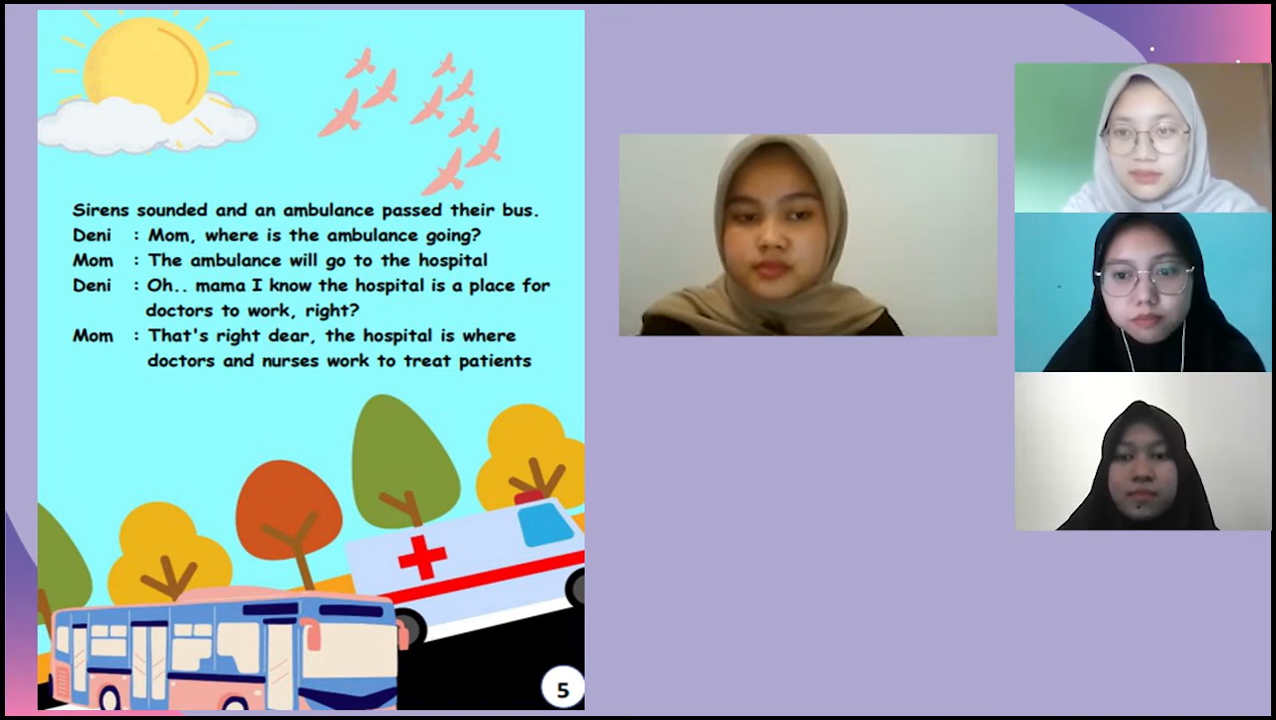 Sirens sounded and an ambulance passed their bus.
Deni : Mom, where is the ambulance going?
Mom : The ambulance will go to the hospital
Deni : Oh.. mama I know the hospital is a place for
doctors to work, right?
Mom : That's right dear, the hospital is where
doctors and nurses work to treat patients
5